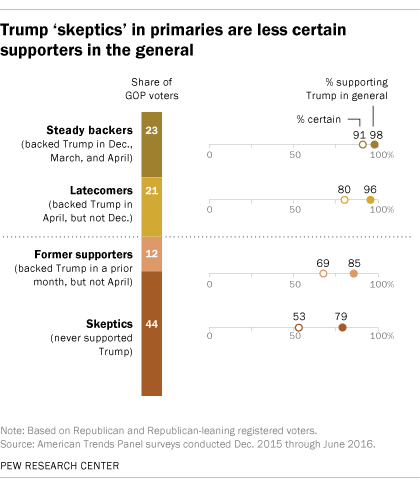 Trump ‘skeptics’ in primaries are less certain
supporters in the general
Share of
GOP voters
% supporting
Trump in general
% certain
Steady backers
(backed Trump in Dec.,
March, and April)
23
91 98
0 50 100%
Latecomers
(backed Trump in
April, but not Dec.)
21
80 96
0 50 100%
Former supporters
(backed Trump in a prior
month, but not April)
12
69 85
0 50 100%
Skeptics
(never supported
Trump)
44
53 79
0 50 100%
Note: Based on Republican and Republican-leaning registered voters.
Source: American Trends Panel surveys conducted Dec. 2015 through June 2016.
PEW RESEARCH CENTER